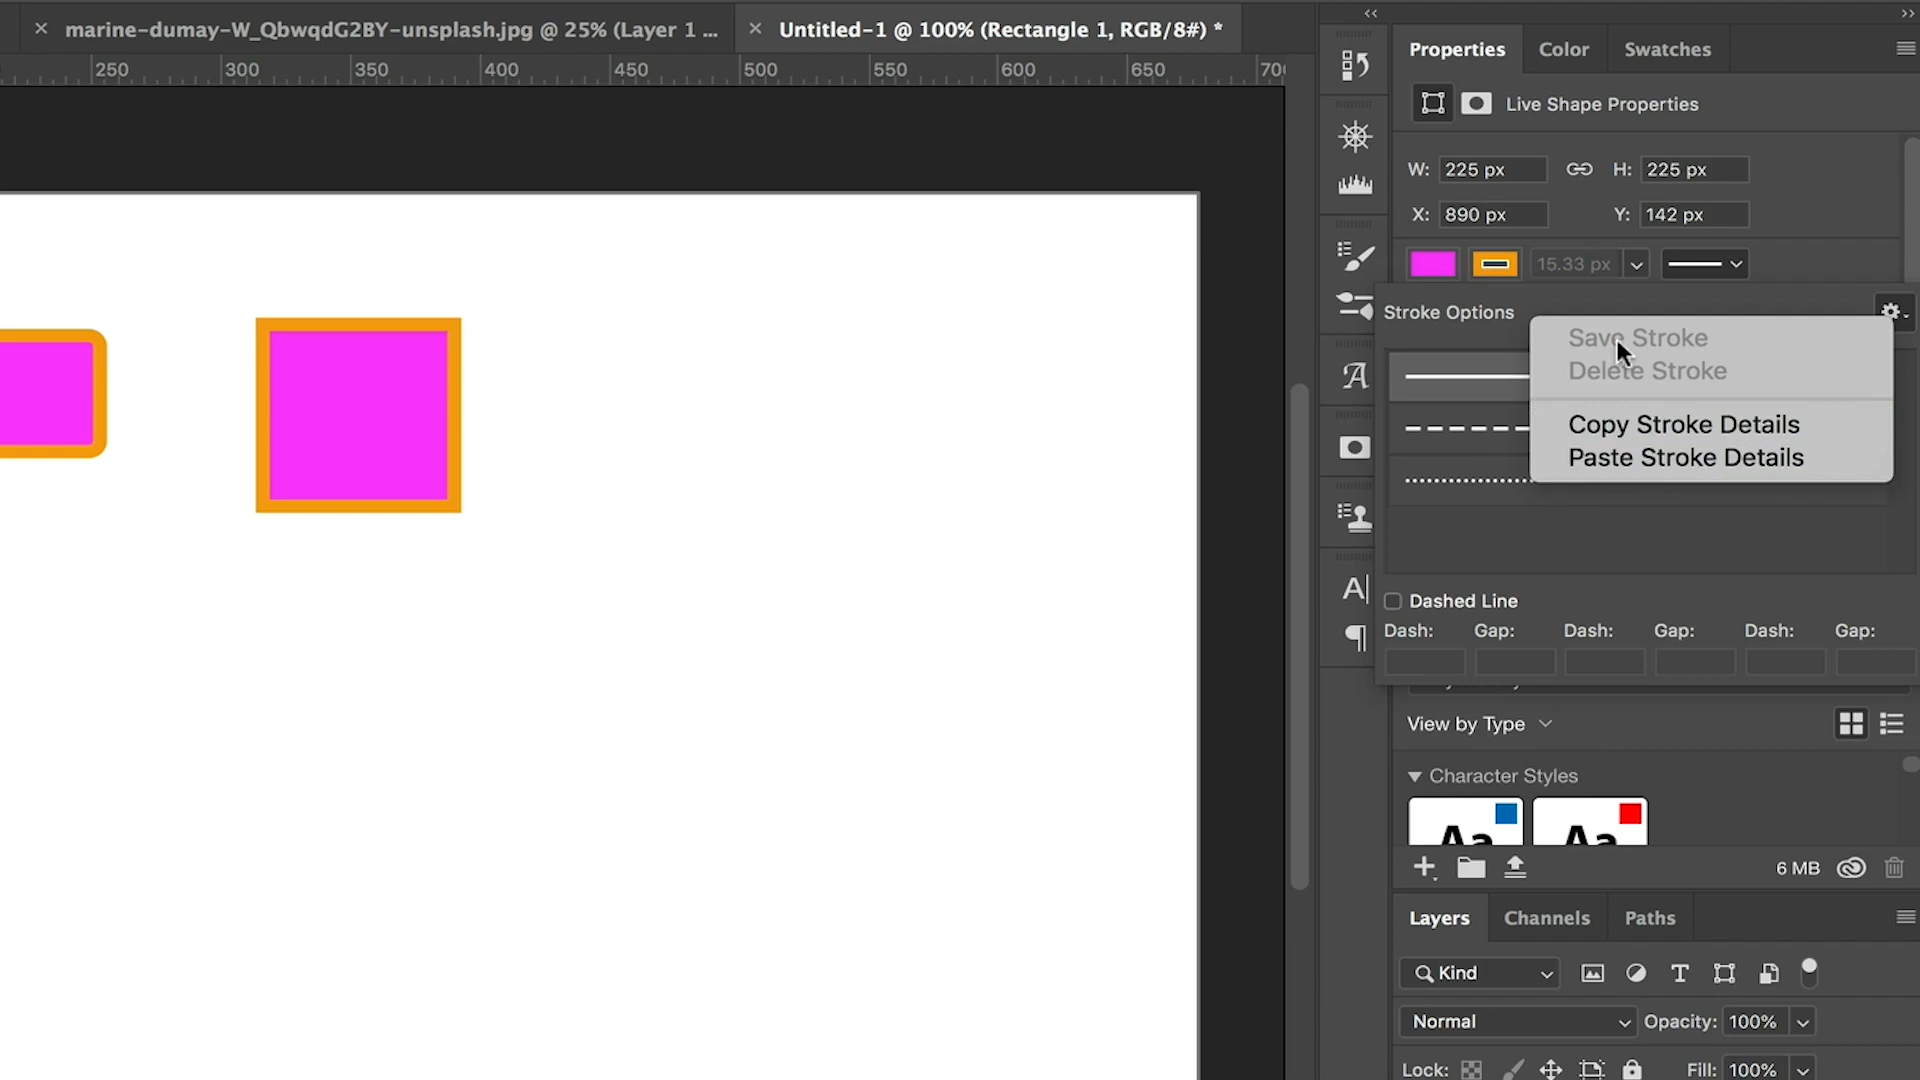 marine-dumay-W_QbwqdG2BY-unsplash.jpg @ 25% (Layer 1 ...
Untitled-1 @ 100% (Rectangle 1, RGB/8#) *
250 300 350 400 450 500 550 600 650
Properties Color Swatches
Live Shape Properties
W: 225 px H: 225 px
X: 890 px Y: 142 px
15.33 px
Stroke Options
Save Stroke
Delete Stroke
Copy Stroke Details
Paste Stroke Details
Dashed Line
Dash: Gap: Dash: Gap: Dash: Gap:
View by Type
Character Styles
Aa Aa
6 MB
Layers Channels Paths
Kind
Normal Opacity: 100%
Lock: Fill: 100%